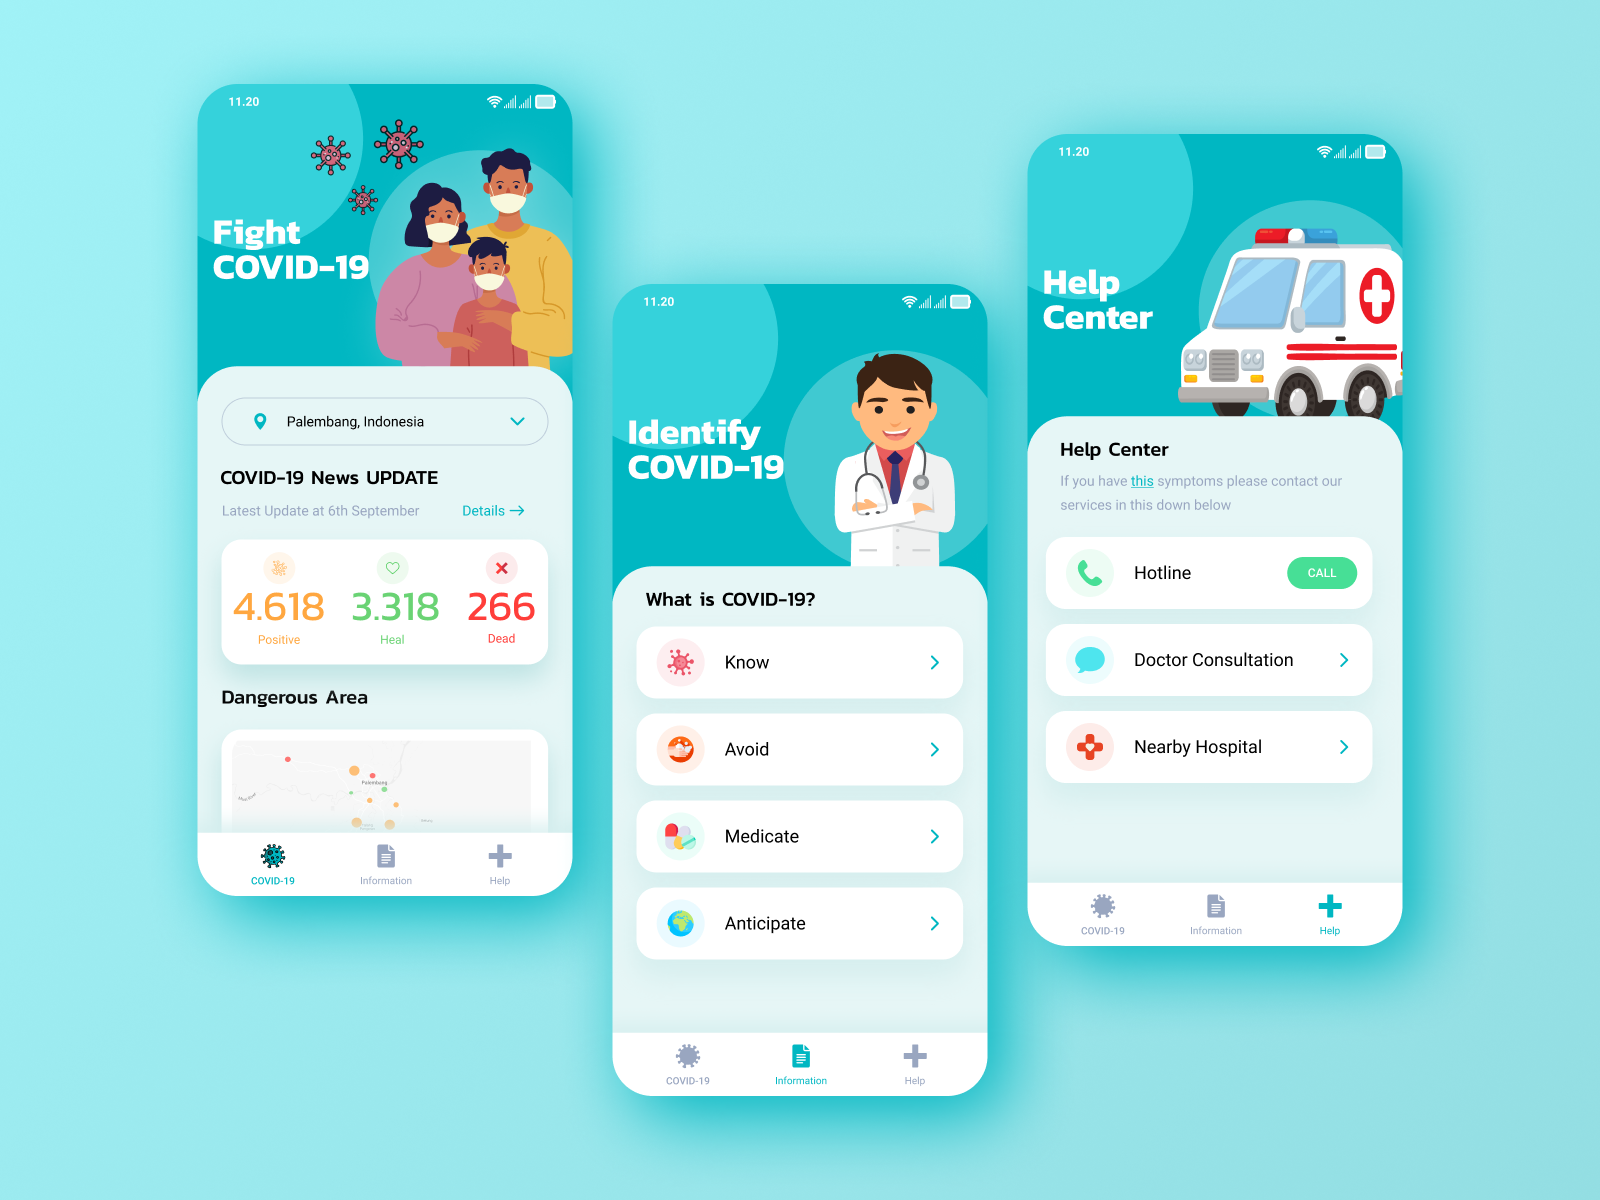 11.20
Fight
COVID-19
Palembang, Indonesia
COVID-19 News UPDATE
Latest Update at 6th September
Details
4.618
3.318
266
Positive
Heal
Dead
Dangerous Area
Palembang
COVID-19
Information
Help
11.20
Identify
COVID-19
What is COVID-19?
Know
Avoid
Medicate
Anticipate
COVID-19
Information
Help
11.20
Help
Center
Help Center
If you have this symptoms please contact our
services in this down below
Hotline
CALL
Doctor Consultation
Nearby Hospital
COVID-19
Information
Help